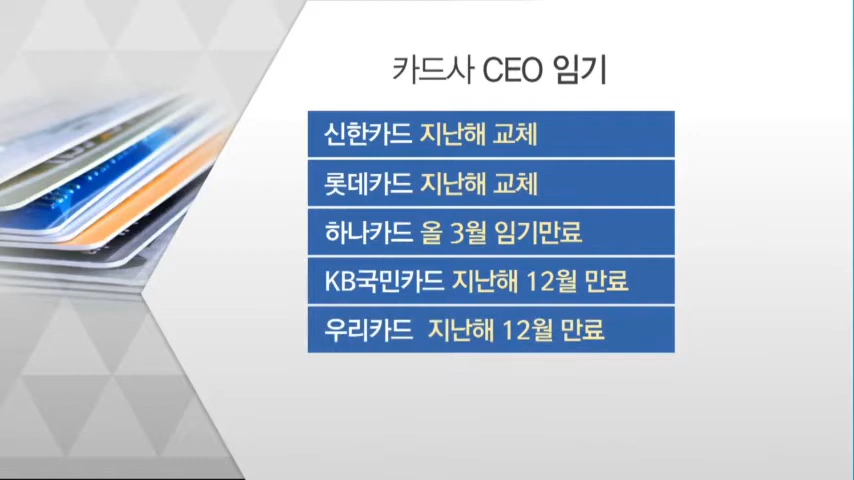 카드사 CEO 임기
신한카드 지난해 교체
롯데카드 지난해 교체
하나카드 올 3월 임기만료
KB국민카드 지난해 12월 만료
우리카드 지난해 12월 만료